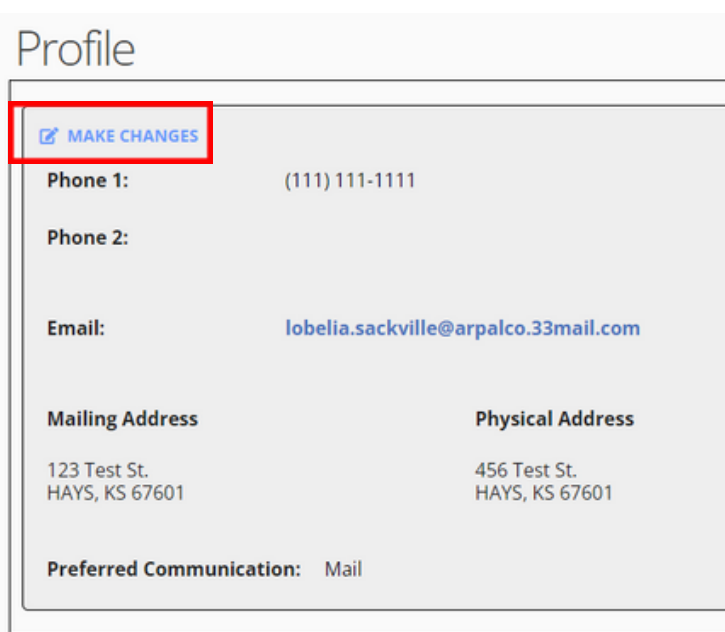 Profile
MAKE CHANGES
Phone 1: (111) 111-1111
Phone 2:
Email: lobelia.sackville@arpalco.33mail.com
Mailing Address Physical Address
123 Test St. 456 Test St.
HAYS, KS 67601 HAYS, KS 67601
Preferred Communication: Mail